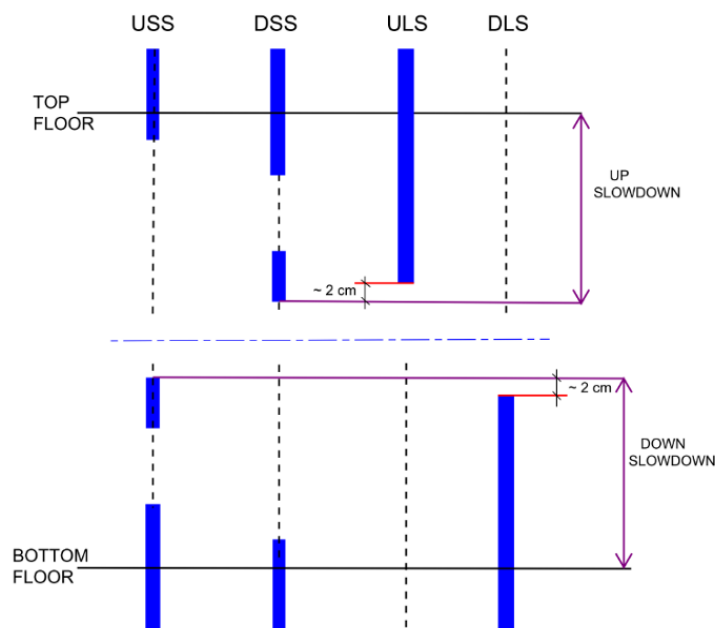 USS DSS ULS DLS
TOP
FLOOR
UP
SLOWDOWN
~ 2 cm
~ 2 cm
DOWN
SLOWDOWN
BOTTOM
FLOOR